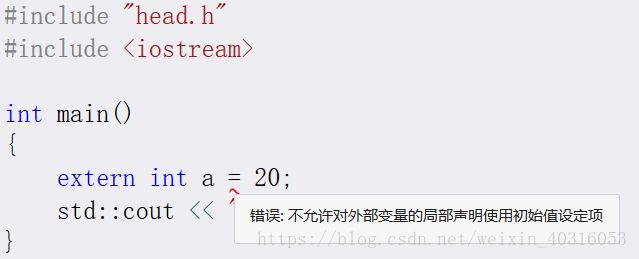 #include "head.h"
#include <iostream>
int main()
{
extern int a = 20;
std::cout << "
错误: 不允许对外部变量的局部声明使用初始值设定项
https://blog.csdn.net/weixin_40316053
}